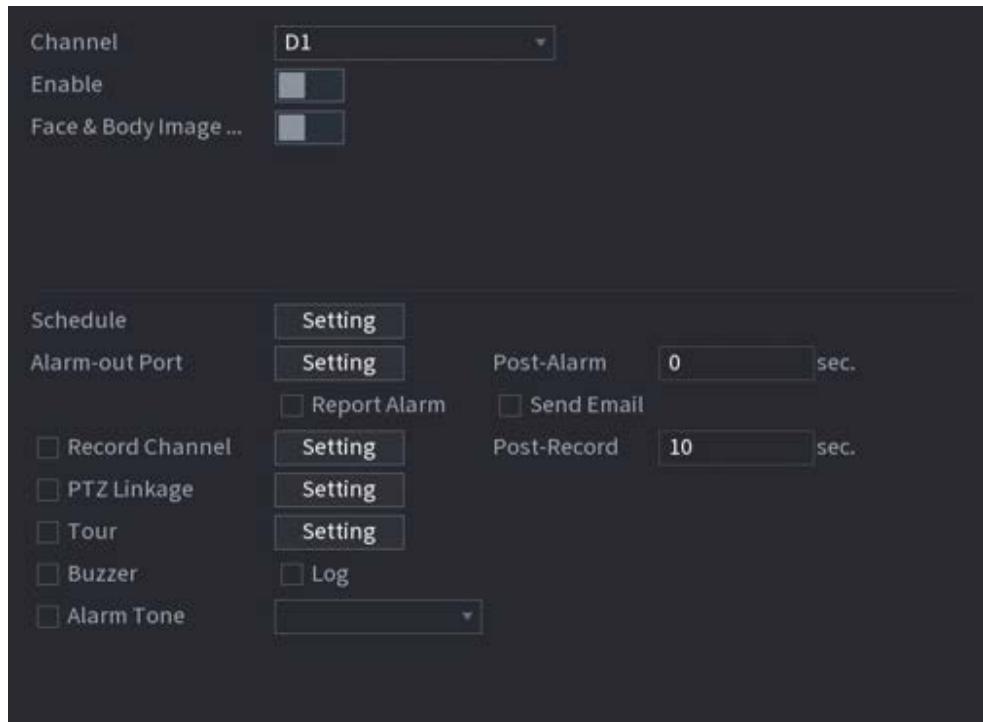 Channel D1
Enable
Face & Body Image ...
Schedule Setting
Alarm-out Port Setting Post-Alarm 0 sec.
Report Alarm Send Email
Record Channel Setting Post-Record 10 sec.
PTZ Linkage Setting
Tour Setting
Buzzer Log
Alarm Tone